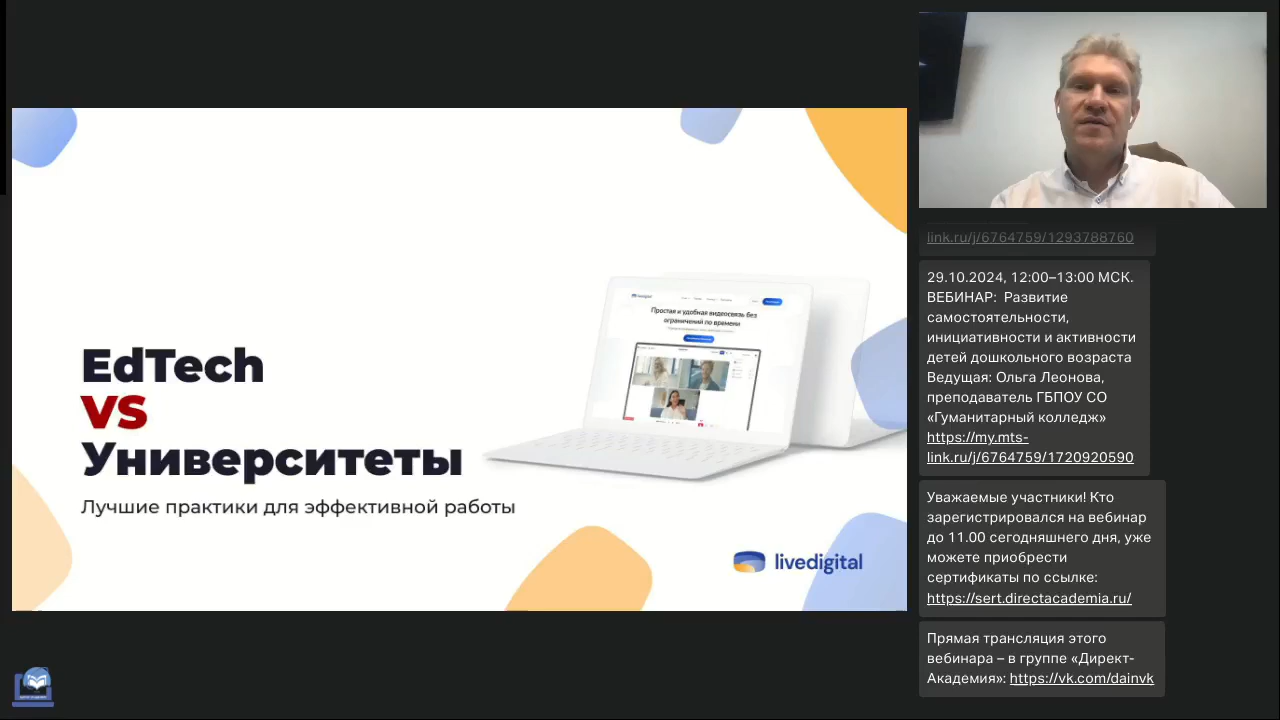 EdTech
VS
Университеты
Лучшие практики для эффективной работы
livedigital
Простая и удобная видеосвязь без
ограничений по времени
link.ru/j/6764759/1293788760
29.10.2024, 12:00–13:00 МСК.
ВЕБИНАР: Развитие
самостоятельности,
инициативности и активности
детей дошкольного возраста
Ведущая: Ольга Леонова,
преподаватель ГБПОУ СО
«Гуманитарный колледж»
https://my.mts-
link.ru/j/6764759/1720920590
Уважаемые участники! Кто
зарегистрировался на вебинар
до 11.00 сегодняшнего дня, уже
можете приобрести
сертификаты по ссылке:
https://sert.directacademia.ru/
Прямая трансляция этого
вебинара – в группе «Директ-
Академия»: https://vk.com/dainvk